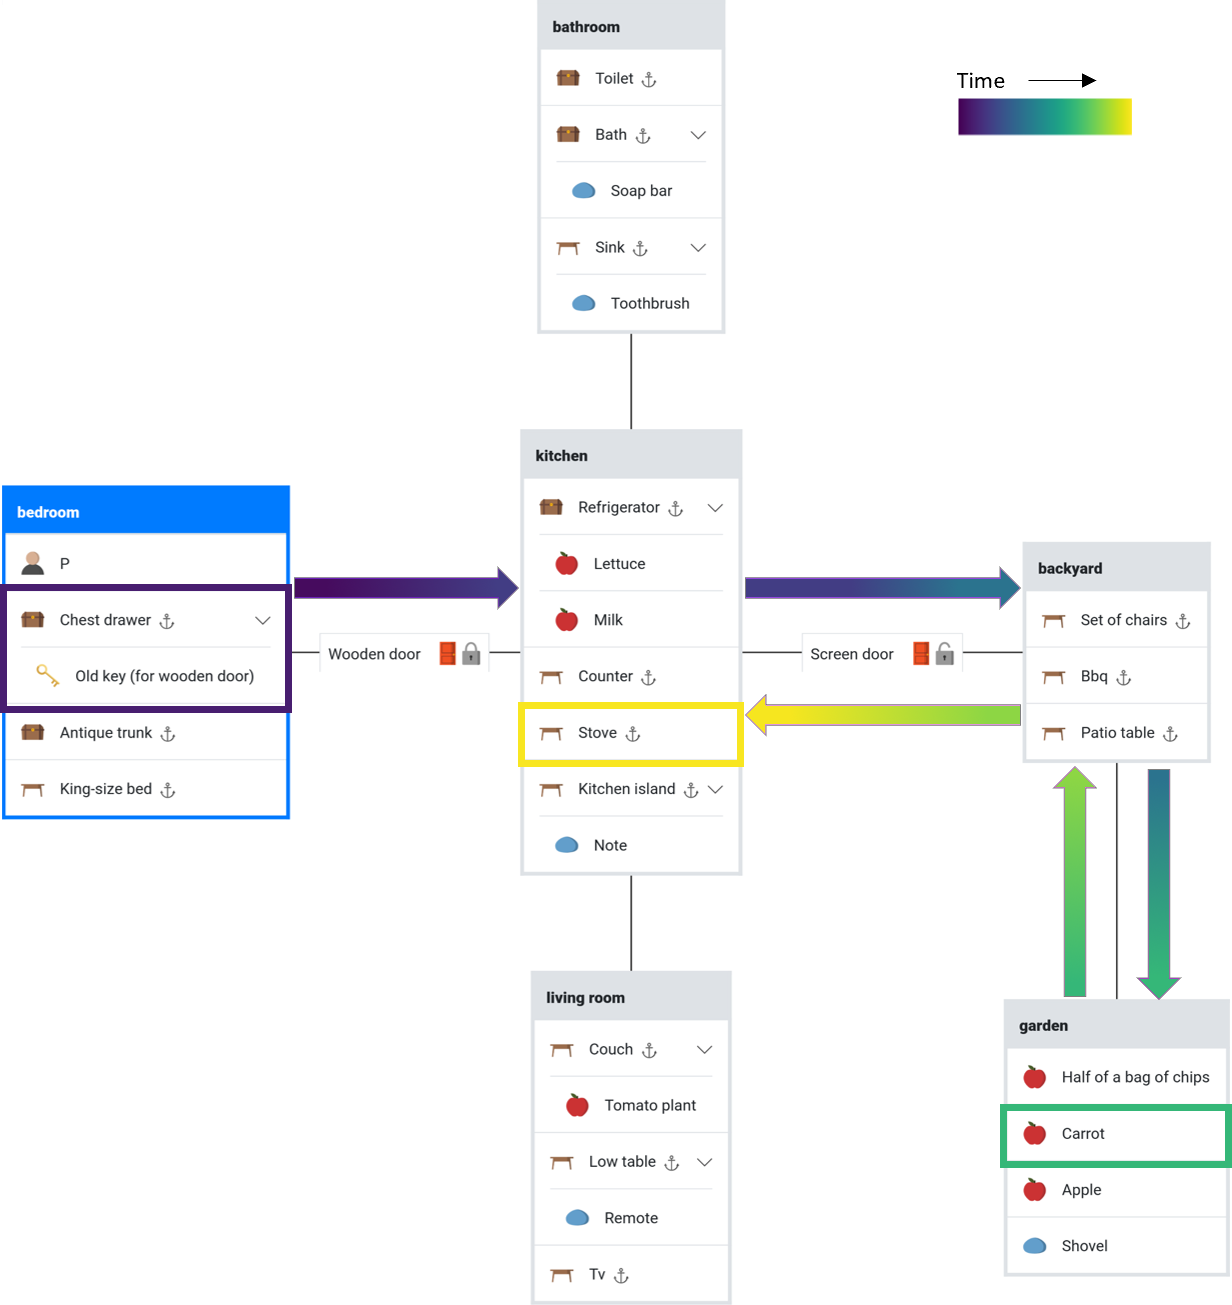 bathroom
Toilet
Bath
Soap bar
Sink
Toothbrush
Time
kitchen
Refrigerator
Lettuce
Milk
Counter
Stove
Kitchen island
Note
bedroom
P
Chest drawer
Old key (for wooden door)
Antique trunk
King-size bed
Wooden door
Screen door
backyard
Set of chairs
Bbq
Patio table
living room
Couch
Tomato plant
Low table
Remote
Tv
garden
Half of a bag of chips
Carrot
Apple
Shovel